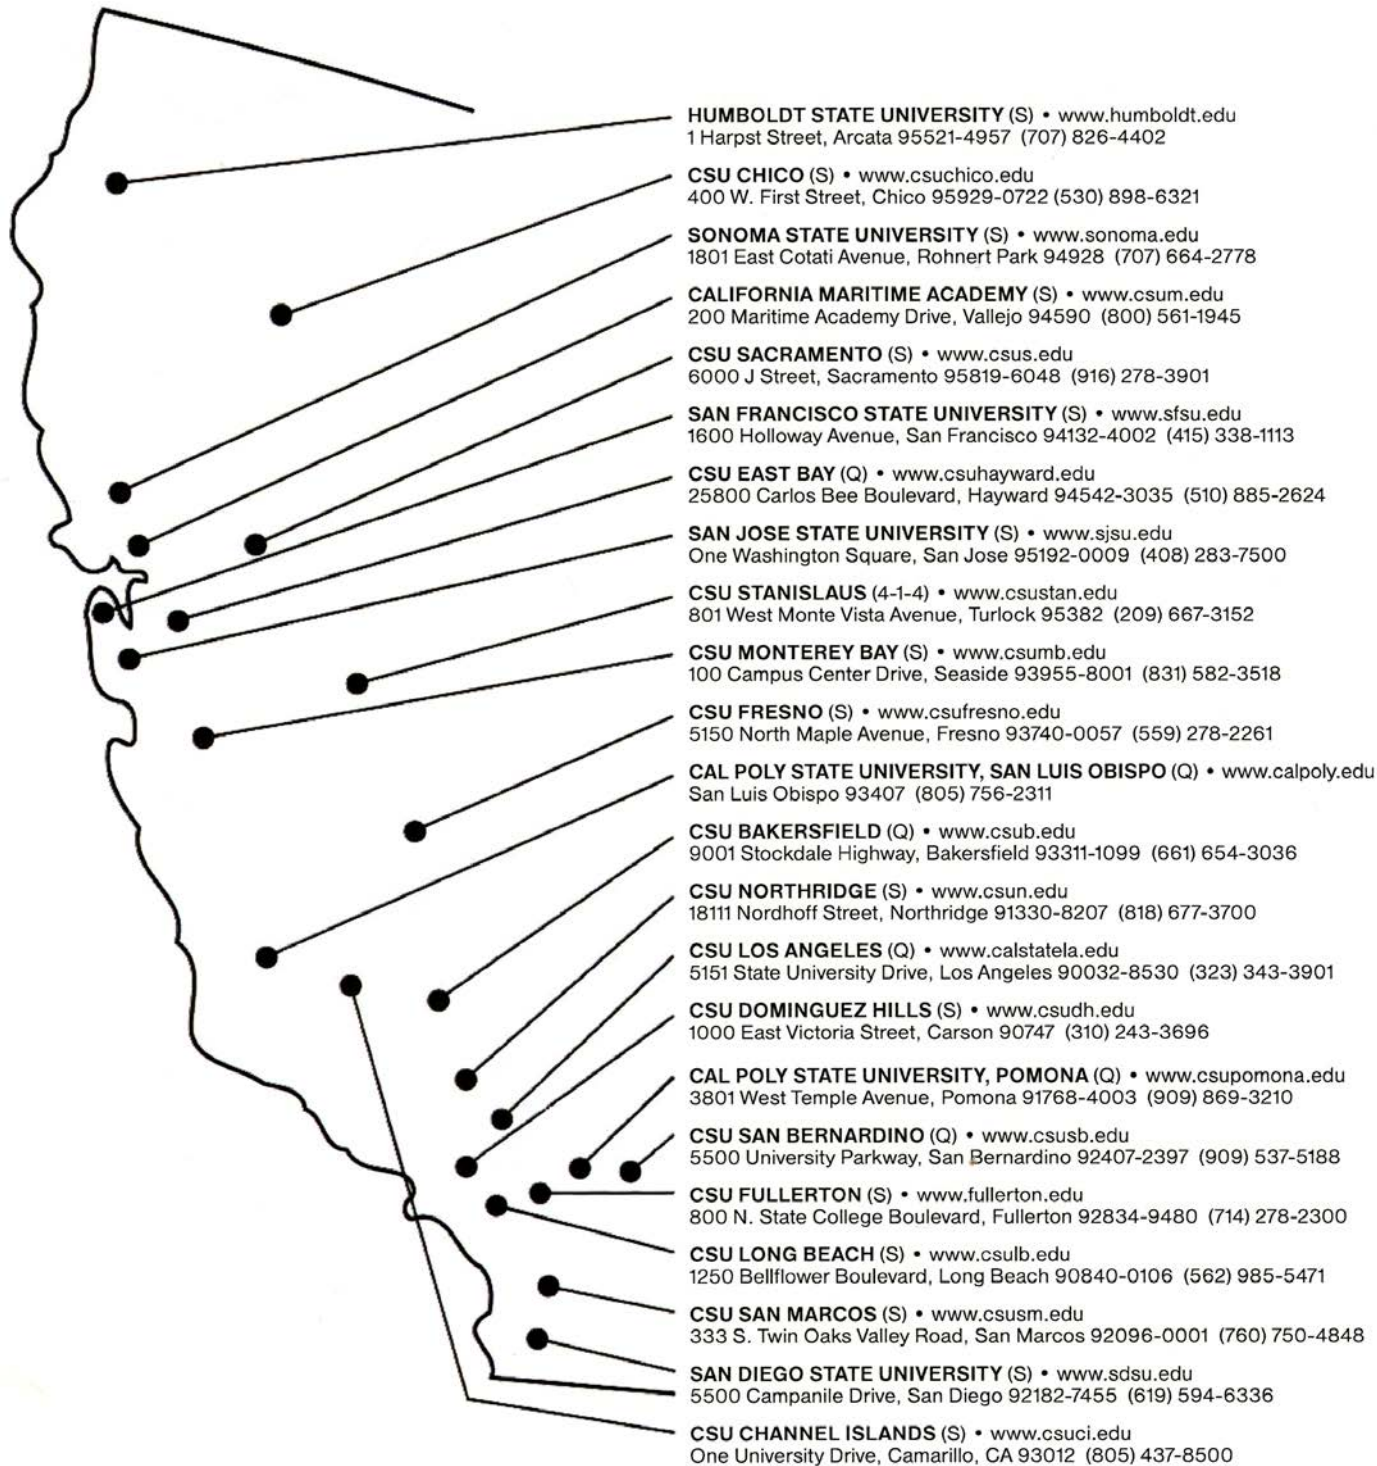 HUMBOLDT STATE UNIVERSITY (S) • www.humboldt.edu
1 Harpst Street, Arcata 95521-4957 (707) 826-4402
CSU CHICO (S) • www.csuchico.edu
400 W. First Street, Chico 95929-0722 (530) 898-6321
SONOMA STATE UNIVERSITY (S) • www.sonoma.edu
1801 East Cotati Avenue, Rohnert Park 94928 (707) 664-2778
CALIFORNIA MARITIME ACADEMY (S) • www.csum.edu
200 Maritime Academy Drive, Vallejo 94590 (800) 561-1945
CSU SACRAMENTO (S) • www.csus.edu
6000 J Street, Sacramento 95819-6048 (916) 278-3901
SAN FRANCISCO STATE UNIVERSITY (S) • www.sfsu.edu
1600 Holloway Avenue, San Francisco 94132-4002 (415) 338-1113
CSU EAST BAY (Q) • www.csuhayward.edu
25800 Carlos Bee Boulevard, Hayward 94542-3035 (510) 885-2624
SAN JOSE STATE UNIVERSITY (S) • www.sjsu.edu
One Washington Square, San Jose 95192-0009 (408) 283-7500
CSU STANISLAUS (4-1-4) • www.csustan.edu
801 West Monte Vista Avenue, Turlock 95382 (209) 667-3152
CSU MONTEREY BAY (S) • www.csumb.edu
100 Campus Center Drive, Seaside 93955-8001 (831) 582-3518
CSU FRESNO (S) • www.csufresno.edu
5150 North Maple Avenue, Fresno 93740-0057 (559) 278-2261
CAL POLY STATE UNIVERSITY, SAN LUIS OBISPO (Q) • www.calpoly.edu
San Luis Obispo 93407 (805) 756-2311
CSU BAKERSFIELD (Q) • www.csub.edu
9001 Stockdale Highway, Bakersfield 93311-1099 (661) 654-3036
CSU NORTHRIDGE (S) • www.csun.edu
18111 Nordhoff Street, Northridge 91330-8207 (818) 677-3700
CSU LOS ANGELES (Q) • www.calstatela.edu
5151 State University Drive, Los Angeles 90032-8530 (323) 343-3901
CSU DOMINGUEZ HILLS (S) • www.csudh.edu
1000 East Victoria Street, Carson 90747 (310) 243-3696
CAL POLY STATE UNIVERSITY, POMONA (Q) • www.csupomona.edu
3801 West Temple Avenue, Pomona 91768-4003 (909) 869-3210
CSU SAN BERNARDINO (Q) • www.csusb.edu
5500 University Parkway, San Bernardino 92407-2397 (909) 537-5188
CSU FULLERTON (S) • www.fullerton.edu
800 N. State College Boulevard, Fullerton 92834-9480 (714) 278-2300
CSU LONG BEACH (S) • www.csulb.edu
1250 Bellflower Boulevard, Long Beach 90840-0106 (562) 985-5471
CSU SAN MARCOS (S) • www.csusm.edu
333 S. Twin Oaks Valley Road, San Marcos 92096-0001 (760) 750-4848
SAN DIEGO STATE UNIVERSITY (S) • www.sdsu.edu
5500 Campanile Drive, San Diego 92182-7455 (619) 594-6336
CSU CHANNEL ISLANDS (S) • www.csuci.edu
One University Drive, Camarillo, CA 93012 (805) 437-8500